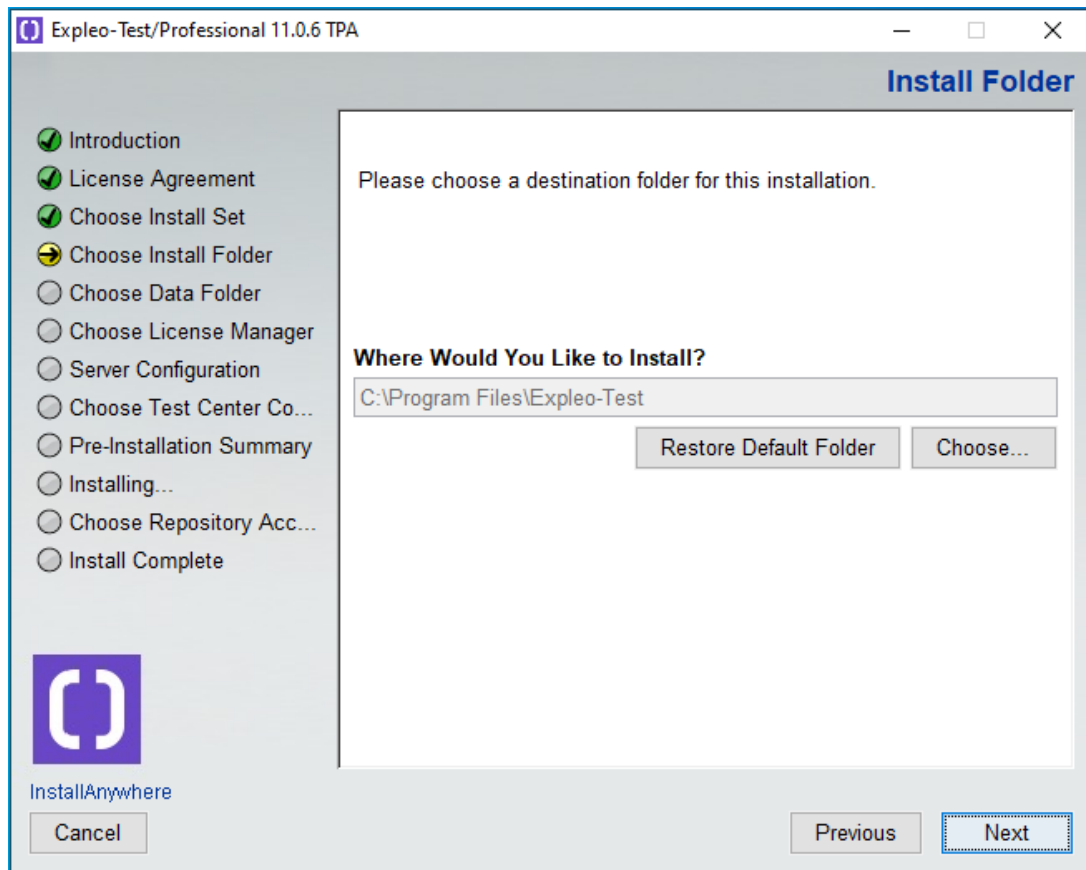 Expleo-Test/Professional 11.0.6 TPA
Install Folder
Introduction
License Agreement
Choose Install Set
Choose Install Folder
Choose Data Folder
Choose License Manager
Server Configuration
Choose Test Center Co...
Pre-Installation Summary
Installing...
Choose Repository Acc...
Install Complete
Please choose a destination folder for this installation.
Where Would You Like to Install?
C:\Program Files\Expleo-Test
Restore Default Folder
Choose...
InstallAnywhere
Cancel
Previous
Next